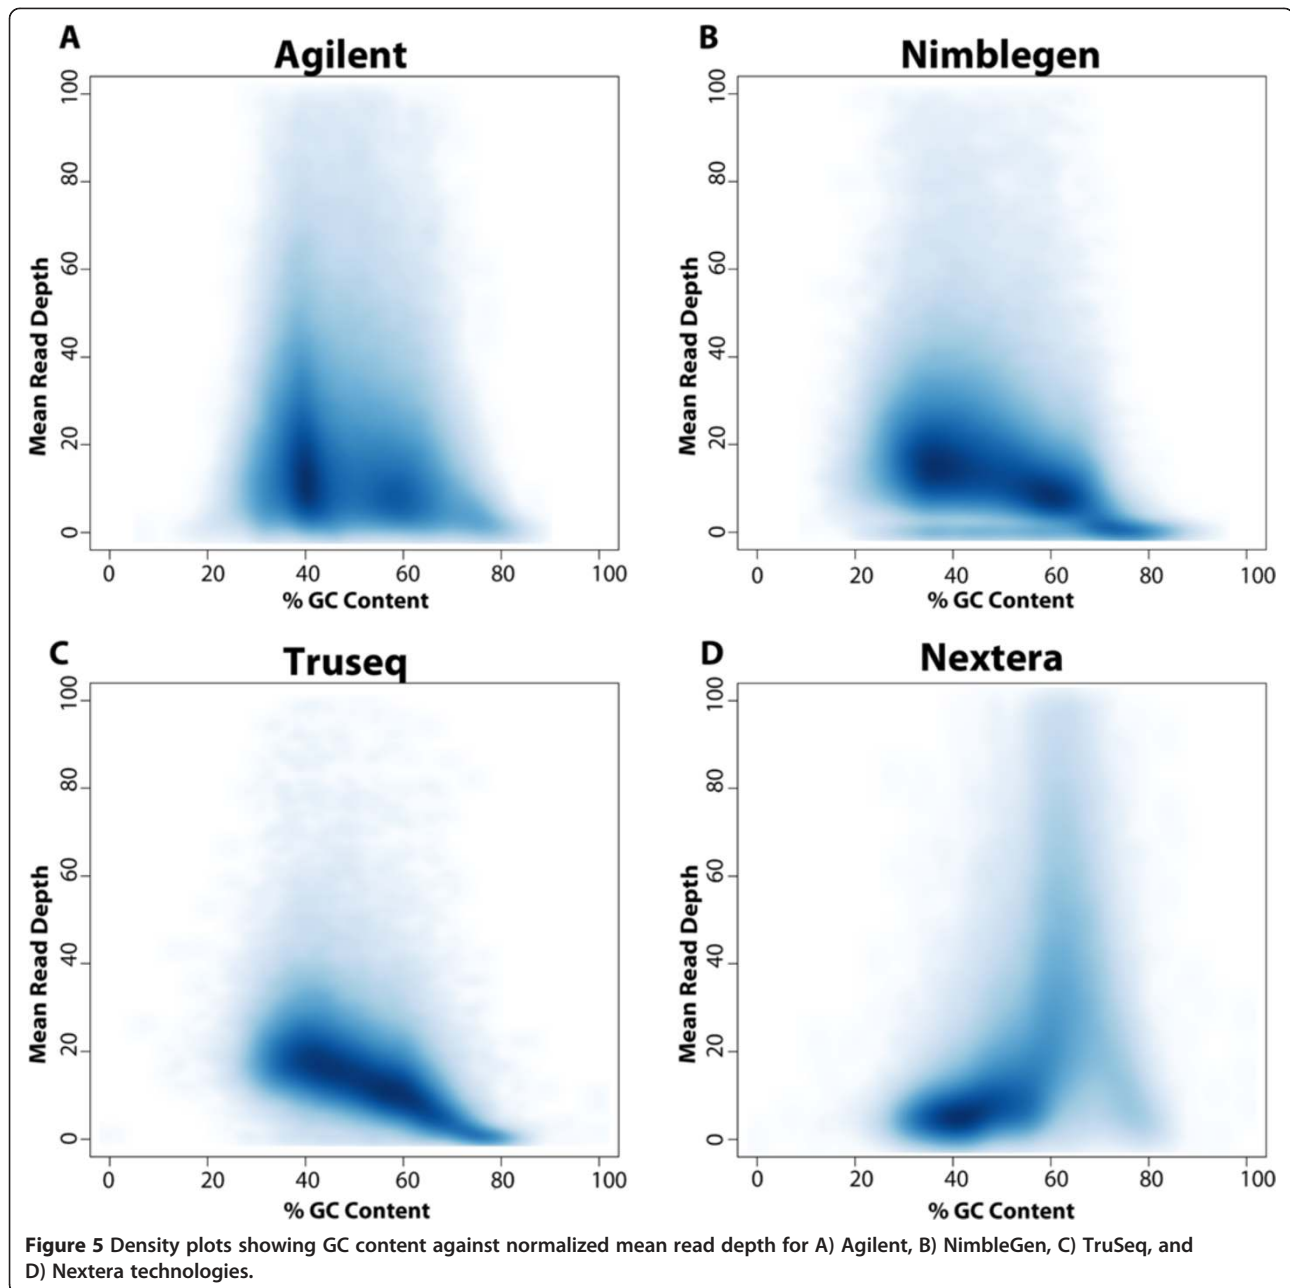 A
Agilent
Mean Read Depth
100
80
60
40
20
0
0 20 40 60 80 100
% GC Content
B
Nimblegen
Mean Read Depth
100
80
60
40
20
0
0 20 40 60 80 100
% GC Content
C
Truseq
Mean Read Depth
100
80
60
40
20
0
0 20 40 60 80 100
% GC Content
D
Nextera
Mean Read Depth
100
80
60
40
20
0
0 20 40 60 80 100
% GC Content
Figure 5 Density plots showing GC content against normalized mean read depth for A) Agilent, B) NimbleGen, C) TruSeq, and
D) Nextera technologies.